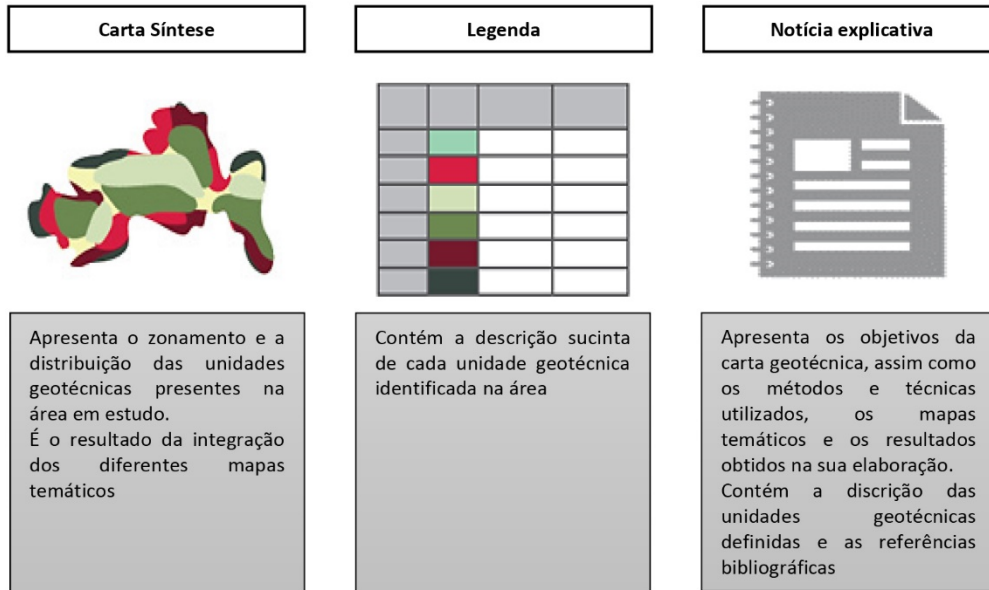 Carta Síntese
Legenda
Notícia explicativa
Apresenta o zonamento e a
distribuição das unidades
geotécnicas presentes na
área em estudo.
É o resultado da integração
dos diferentes mapas
temáticos
Contém a descrição sucinta
de cada unidade geotécnica
identificada na área
Apresenta os objetivos da
carta geotécnica, assim como
os métodos e técnicas
utilizados, os mapas
temáticos e os resultados
obtidos na sua elaboração.
Contém a discrição das
unidades geotécnicas
definidas e as referências
bibliográficas